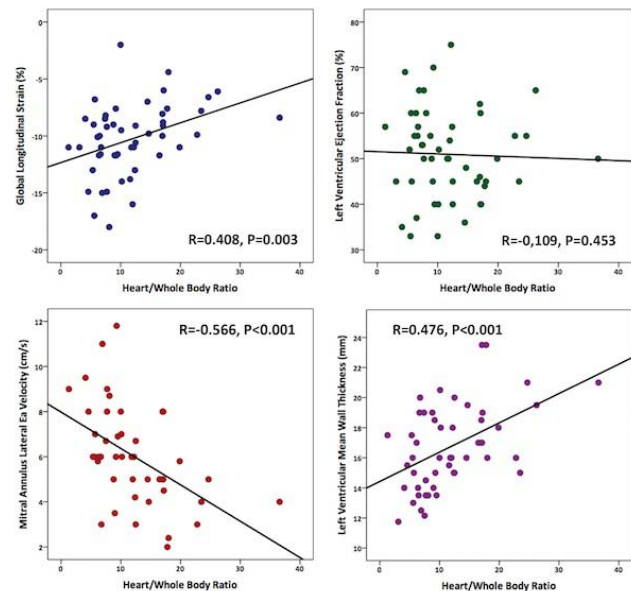 Global Longitudinal Strain (%)
0
-5
-10
-15
-20
R=0.408, P=0.003
0 10 20 30 40
Heart/Whole Body Ratio
Left Ventricular Ejection Fraction (%)
80
70
60
50
40
30
R=-0,109, P=0.453
0 10 20 30 40
Heart/Whole Body Ratio
Mitral Annulus Lateral Ea Velocity (cm/s)
12
10
8
6
4
2
R=-0.566, P<0.001
0 10 20 30 40
Heart/Whole Body Ratio
Left Ventricular Mean Wall Thickness (mm)
24
22
20
18
16
14
12
10
R=0.476, P<0.001
0 10 20 30 40
Heart/Whole Body Ratio